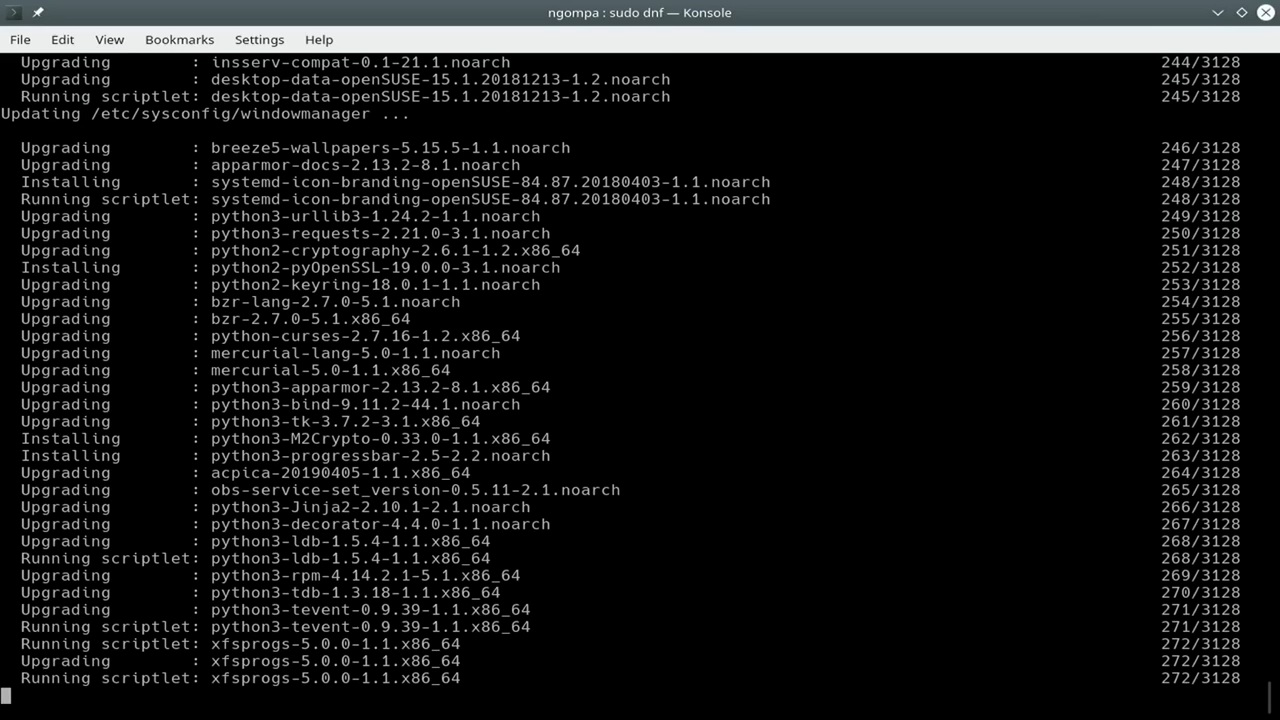 ngompa : sudo dnf — Konsole
File Edit View Bookmarks Settings Help
Upgrading : insserv-compat-0.1-21.1.noarch 244/3128
Upgrading : desktop-data-openSUSE-15.1.20181213-1.2.noarch 245/3128
Running scriptlet: desktop-data-openSUSE-15.1.20181213-1.2.noarch 245/3128
Updating /etc/sysconfig/windowmanager ...
Upgrading : breeze5-wallpapers-5.15.5-1.1.noarch 246/3128
Upgrading : apparmor-docs-2.13.2-8.1.noarch 247/3128
Installing : systemd-icon-branding-openSUSE-84.87.20180403-1.1.noarch 248/3128
Running scriptlet: systemd-icon-branding-openSUSE-84.87.20180403-1.1.noarch 248/3128
Upgrading : python3-urllib3-1.24.2-1.1.noarch 249/3128
Upgrading : python3-requests-2.21.0-3.1.noarch 250/3128
Upgrading : python2-cryptography-2.6.1-1.2.x86_64 251/3128
Installing : python2-pyOpenSSL-19.0.0-3.1.noarch 252/3128
Upgrading : python2-keyring-18.0.1-1.1.noarch 253/3128
Upgrading : bzr-lang-2.7.0-5.1.noarch 254/3128
Upgrading : bzr-2.7.0-5.1.x86_64 255/3128
Upgrading : python-curses-2.7.16-1.2.x86_64 256/3128
Upgrading : mercurial-lang-5.0-1.1.noarch 257/3128
Upgrading : mercurial-5.0-1.1.x86_64 258/3128
Upgrading : python3-apparmor-2.13.2-8.1.x86_64 259/3128
Upgrading : python3-bind-9.11.2-44.1.noarch 260/3128
Upgrading : python3-tk-3.7.2-3.1.x86_64 261/3128
Installing : python3-M2Crypto-0.33.0-1.1.x86_64 262/3128
Installing : python3-progressbar-2.5-2.2.noarch 263/3128
Upgrading : acpica-20190405-1.1.x86_64 264/3128
Upgrading : obs-service-set_version-0.5.11-2.1.noarch 265/3128
Upgrading : python3-Jinja2-2.10.1-2.1.noarch 266/3128
Upgrading : python3-decorator-4.4.0-1.1.noarch 267/3128
Upgrading : python3-ldb-1.5.4-1.1.x86_64 268/3128
Running scriptlet: python3-ldb-1.5.4-1.1.x86_64 268/3128
Upgrading : python3-rpm-4.14.2.1-5.1.x86_64 269/3128
Upgrading : python3-tdb-1.3.18-1.1.x86_64 270/3128
Upgrading : python3-tevent-0.9.39-1.1.x86_64 271/3128
Running scriptlet: python3-tevent-0.9.39-1.1.x86_64 271/3128
Running scriptlet: xfsprogs-5.0.0-1.1.x86_64 272/3128
Upgrading : xfsprogs-5.0.0-1.1.x86_64 272/3128
Running scriptlet: xfsprogs-5.0.0-1.1.x86_64 272/3128